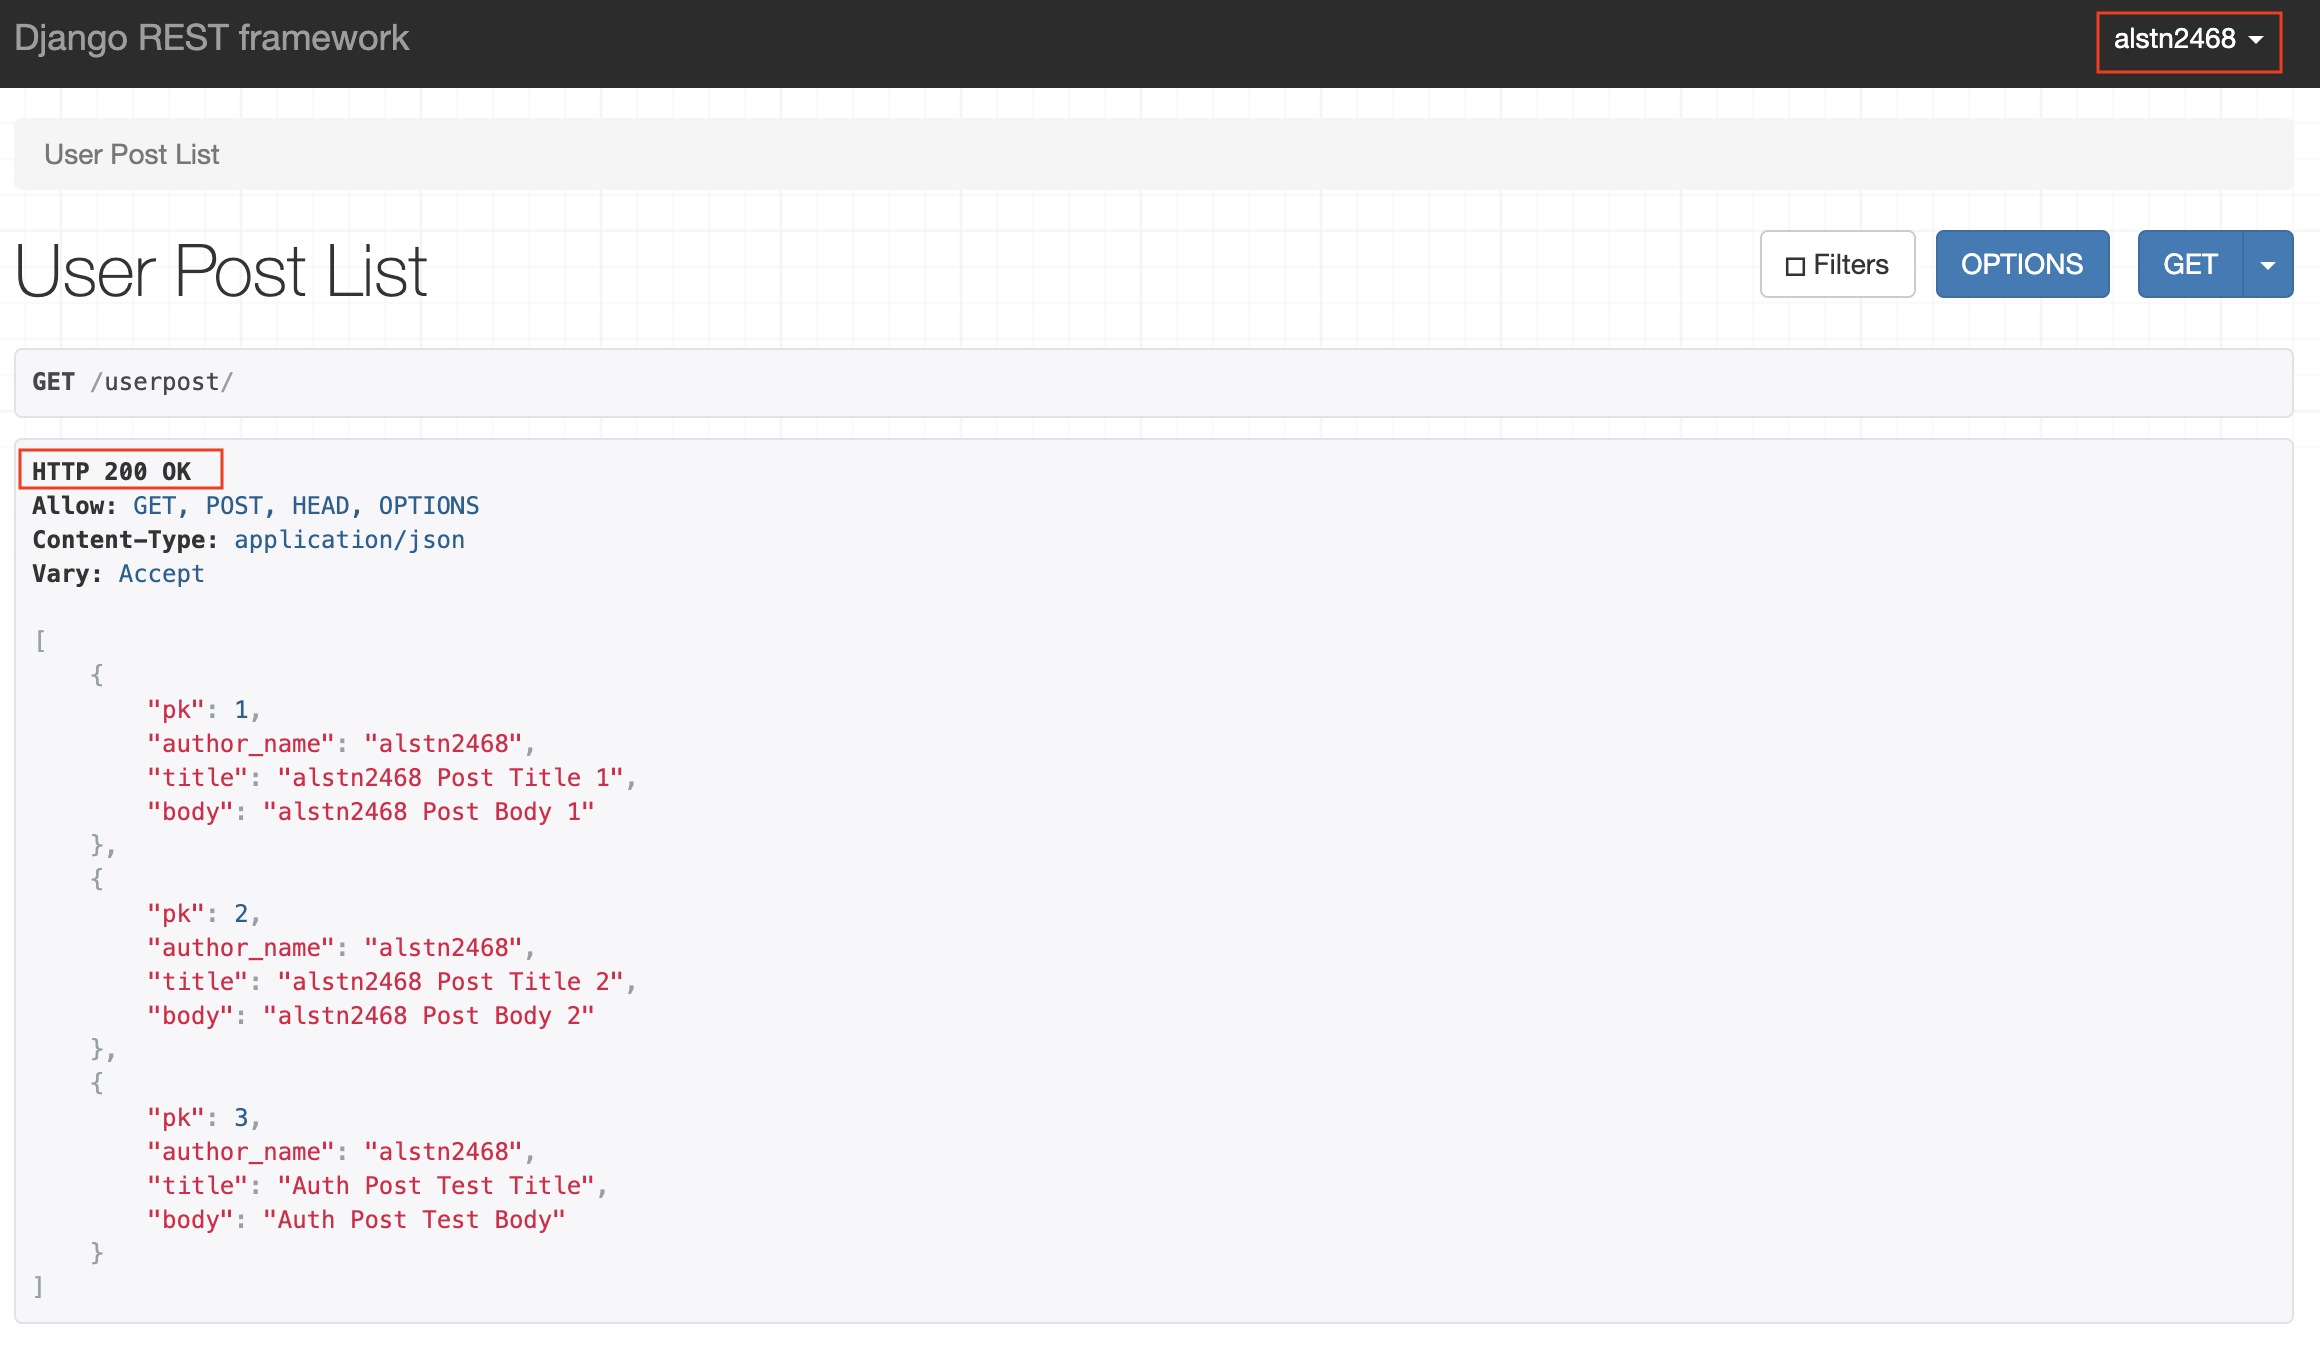 Django REST framework
alstn2468
User Post List
User Post List
Filters
OPTIONS
GET
GET /userpost/
HTTP 200 OK
Allow: GET, POST, HEAD, OPTIONS
Content-Type: application/json
Vary: Accept
[
    {
        "pk": 1,
        "author_name": "alstn2468",
        "title": "alstn2468 Post Title 1",
        "body": "alstn2468 Post Body 1"
    },
    {
        "pk": 2,
        "author_name": "alstn2468",
        "title": "alstn2468 Post Title 2",
        "body": "alstn2468 Post Body 2"
    },
    {
        "pk": 3,
        "author_name": "alstn2468",
        "title": "Auth Post Test Title",
        "body": "Auth Post Test Body"
    }
]